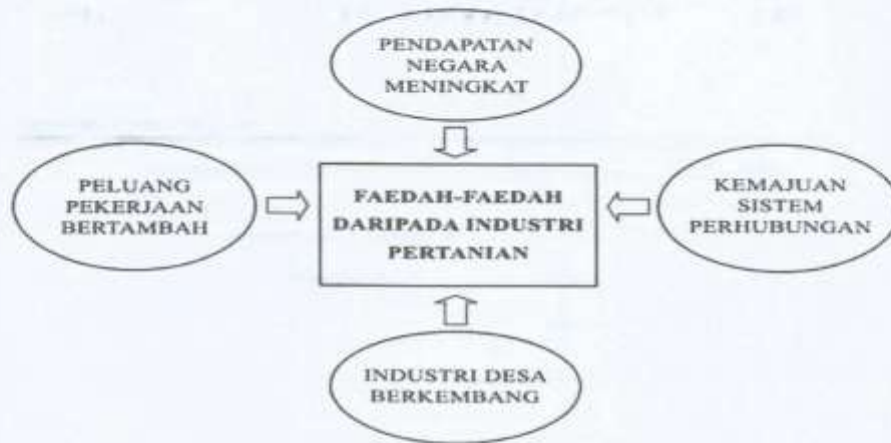 PENDAPATAN
NEGARA
MENINGKAT
PELUANG
PEKERJAAN
BERTAMBAH
FAEDAH-FAEDAH
DARIPADA INDUSTRI
PERTANIAN
KEMAJUAN
SISTEM
PERHUBUNGAN
INDUSTRI DESA
BERKEMBANG